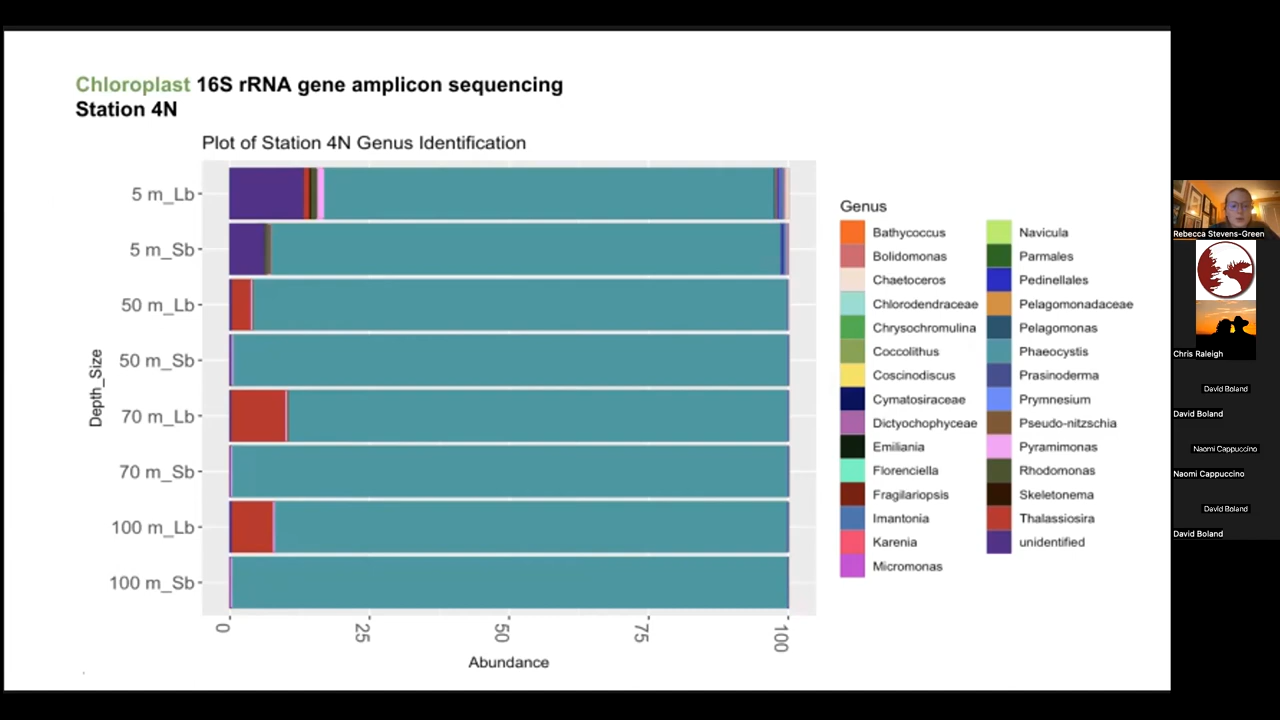 Chloroplast 16S rRNA gene amplicon sequencing
Station 4N
Plot of Station 4N Genus Identification
5 m_Lb
5 m_Sb
50 m_Lb
50 m_Sb
70 m_Lb
70 m_Sb
100 m_Lb
100 m_Sb
Depth_Size
0
25
50
75
100
Abundance
Genus
Bathycoccus
Bolidomonas
Chaetoceros
Chlorodendraceae
Chrysochromulina
Coccolithus
Coscinodiscus
Cymatosiraceae
Dictyochophyceae
Emiliania
Florenciella
Fragilariopsis
Imantonia
Karenia
Micromonas
Navicula
Parmales
Pedinellales
Pelagomonadaceae
Pelagomonas
Phaeocystis
Prasinoderma
Prymnesium
Pseudo-nitzschia
Pyramimonas
Rhodomonas
Skeletonema
Thalassiosira
unidentified
Rebecca Stevens-Green
Chris Raleigh
David Boland
David Boland
Naomi Cappuccino
Naomi Cappuccino
David Boland
David Boland